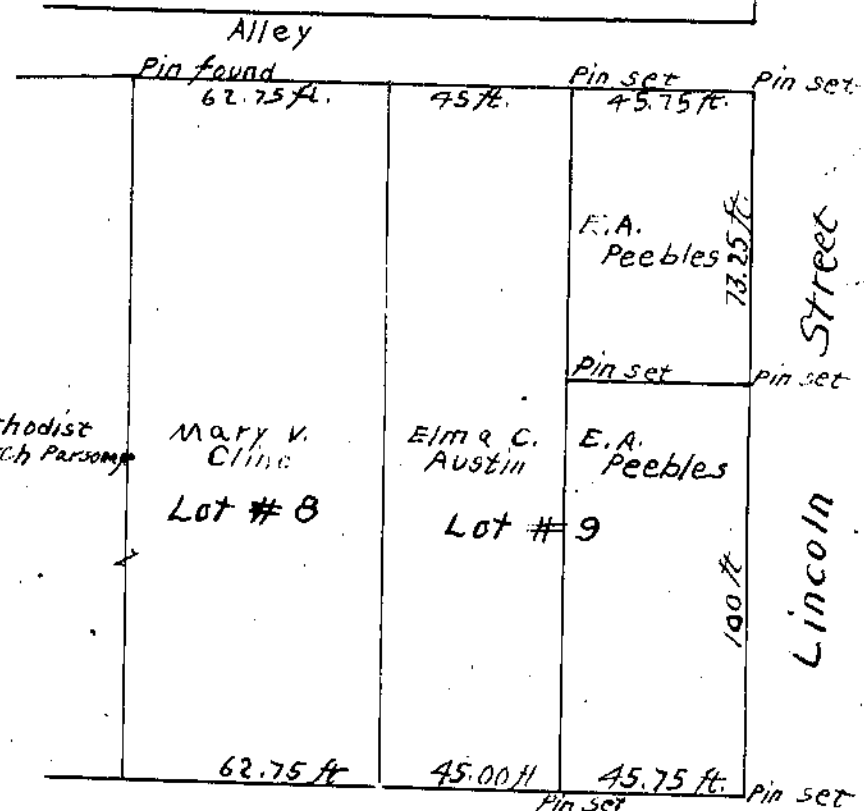 Alley
Pin found
Pin set
Pin set
62.75 ft.
45 ft.
45.75 ft.
E.A.
Peebles
73.25 ft.
Street
Pin set
Pin set
Mary V.
Cline
Elma C.
Austin
E.A.
Peebles
Lot # 8
Lot # 9
100 ft
Lincoln
62.75 ft
45.00 ft
45.75 ft.
Pin set
Pin set